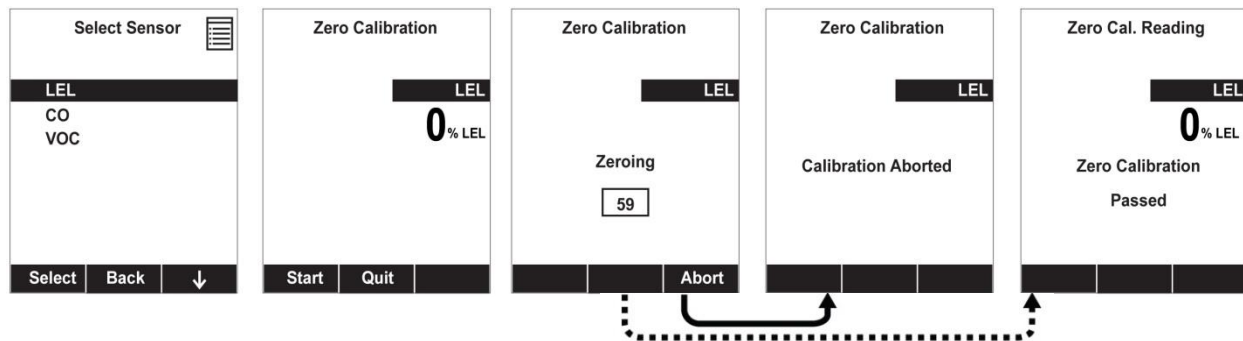 Select Sensor
LEL
CO
VOC
Select Back ↓
Zero Calibration
LEL
0 % LEL
Start Quit
Zero Calibration
LEL
Zeroing
59
Abort
Zero Calibration
LEL
Calibration Aborted
Zero Cal. Reading
LEL
0 % LEL
Zero Calibration
Passed